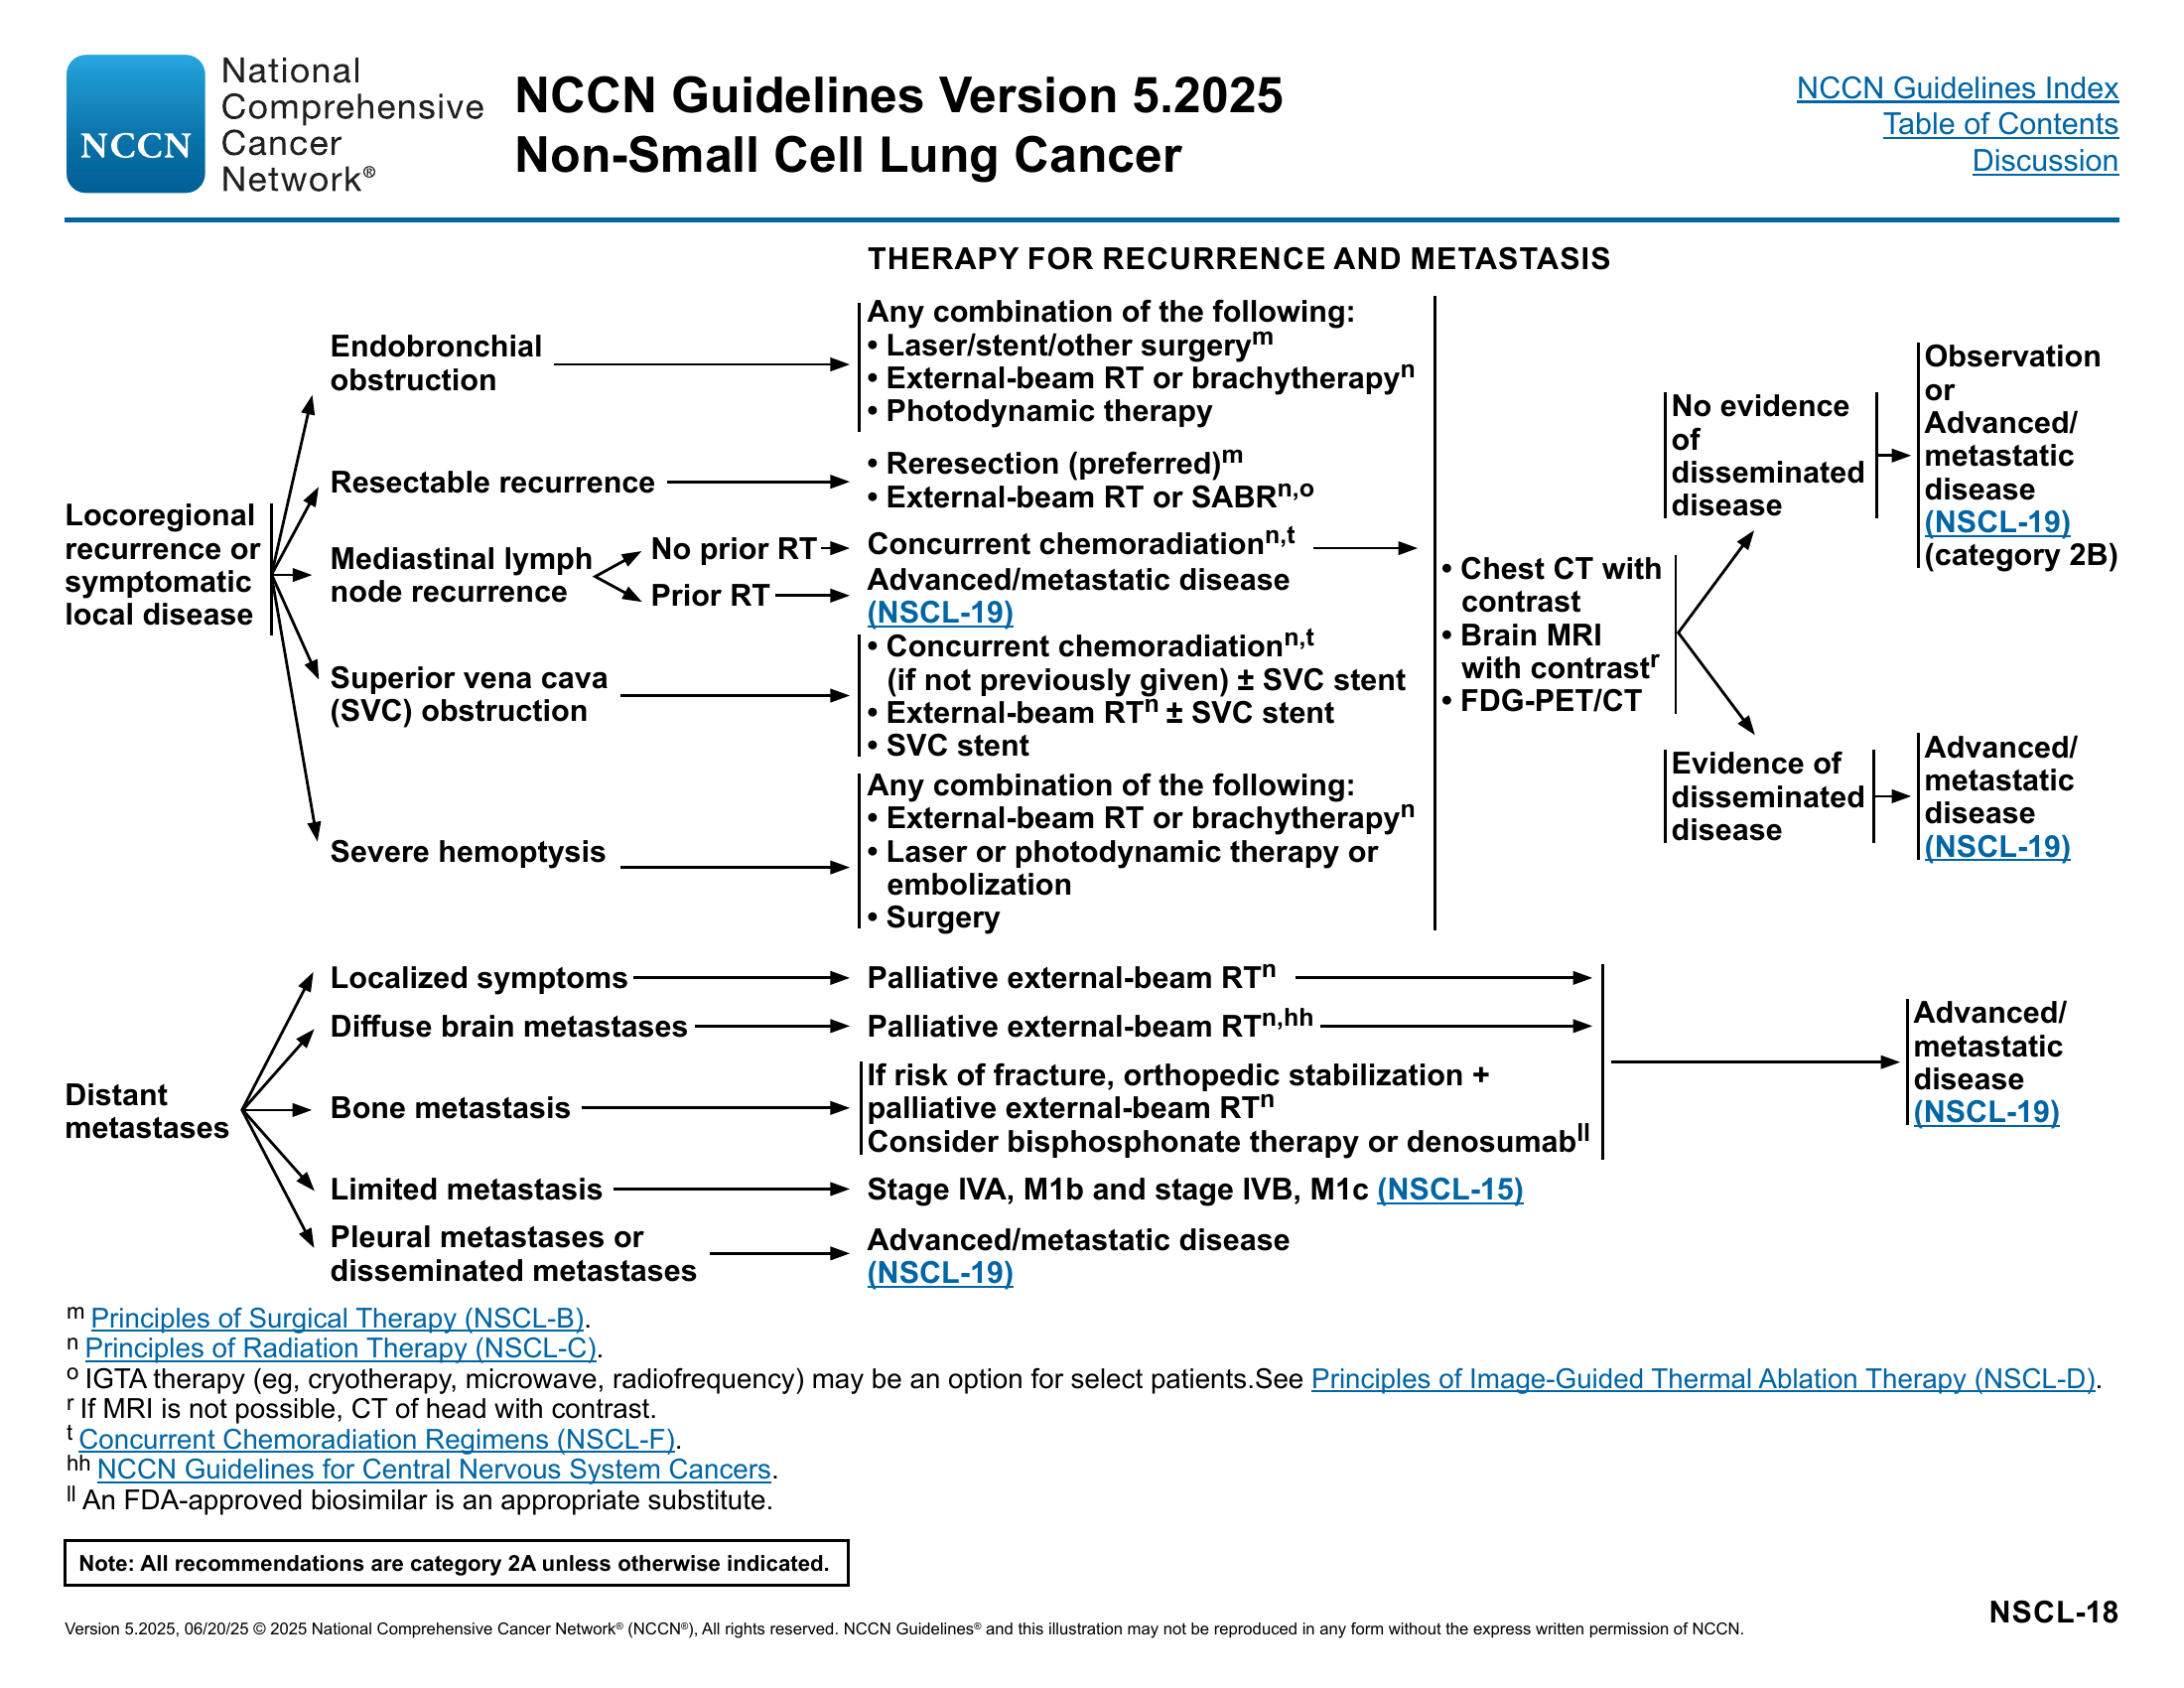 National
Comprehensive
Cancer
Network®
NCCN
NCCN Guidelines Version 5.2025
Non-Small Cell Lung Cancer
NCCN Guidelines Index
Table of Contents
Discussion
THERAPY FOR RECURRENCE AND METASTASIS
Locoregional
recurrence or
symptomatic
local disease
Endobronchial
obstruction
Any combination of the following:
• Laser/stent/other surgeryᵐ
• External-beam RT or brachytherapyⁿ
• Photodynamic therapy
Resectable recurrence
• Reresection (preferred)ᵐ
• External-beam RT or SABRⁿ,ᵒ
Mediastinal lymph
node recurrence
No prior RT
Concurrent chemoradiationⁿ,ᵗ
Prior RT
Advanced/metastatic disease
(NSCL-19)
Superior vena cava
(SVC) obstruction
• Concurrent chemoradiationⁿ,ᵗ
(if not previously given) ± SVC stent
• External-beam RTⁿ ± SVC stent
• SVC stent
Severe hemoptysis
Any combination of the following:
• External-beam RT or brachytherapyⁿ
• Laser or photodynamic therapy or
embolization
• Surgery
• Chest CT with
contrast
• Brain MRI
with contrastʳ
• FDG-PET/CT
No evidence
of
disseminated
disease
Observation
or
Advanced/
metastatic
disease
(NSCL-19)
(category 2B)
Evidence of
disseminated
disease
Advanced/
metastatic
disease
(NSCL-19)
Distant
metastases
Localized symptoms
Palliative external-beam RTⁿ
Diffuse brain metastases
Palliative external-beam RTⁿ,ʰʰ
Bone metastasis
If risk of fracture, orthopedic stabilization +
palliative external-beam RTⁿ
Consider bisphosphonate therapy or denosumabˡˡ
Advanced/
metastatic
disease
(NSCL-19)
Limited metastasis
Stage IVA, M1b and stage IVB, M1c (NSCL-15)
Pleural metastases or
disseminated metastases
Advanced/metastatic disease
(NSCL-19)
ᵐ Principles of Surgical Therapy (NSCL-B).
ⁿ Principles of Radiation Therapy (NSCL-C).
ᵒ IGTA therapy (eg, cryotherapy, microwave, radiofrequency) may be an option for select patients.See Principles of Image-Guided Thermal Ablation Therapy (NSCL-D).
ʳ If MRI is not possible, CT of head with contrast.
ᵗ Concurrent Chemoradiation Regimens (NSCL-F).
ʰʰ NCCN Guidelines for Central Nervous System Cancers.
ˡˡ An FDA-approved biosimilar is an appropriate substitute.
Note: All recommendations are category 2A unless otherwise indicated.
NSCL-18
Version 5.2025, 06/20/25 © 2025 National Comprehensive Cancer Network® (NCCN®), All rights reserved. NCCN Guidelines® and this illustration may not be reproduced in any form without the express written permission of NCCN.